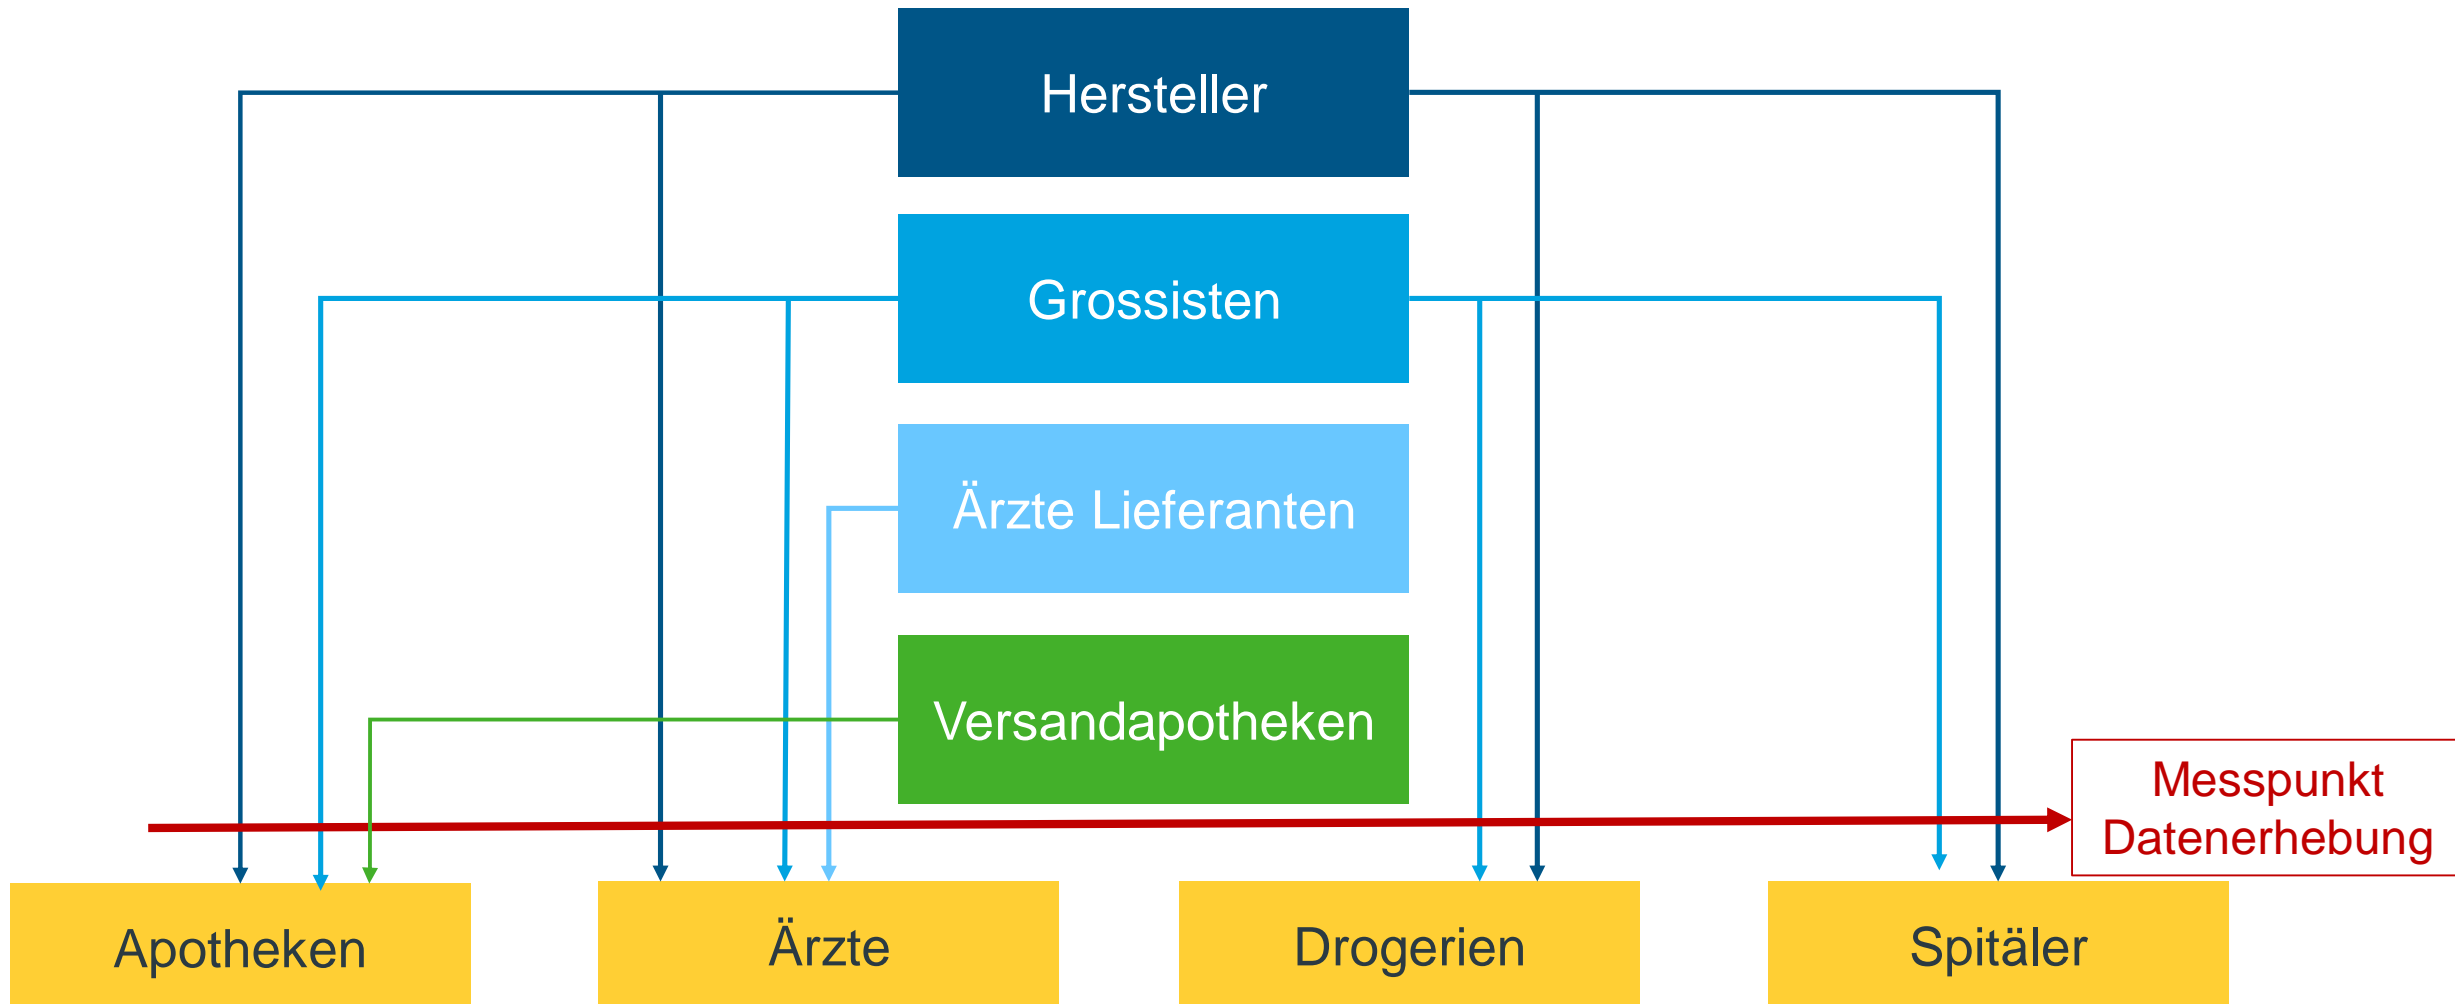 Hersteller
Grossisten
Ärzte Lieferanten
Versandapotheken
Messpunkt
Datenerhebung
Apotheken
Ärzte
Drogerien
Spitäler